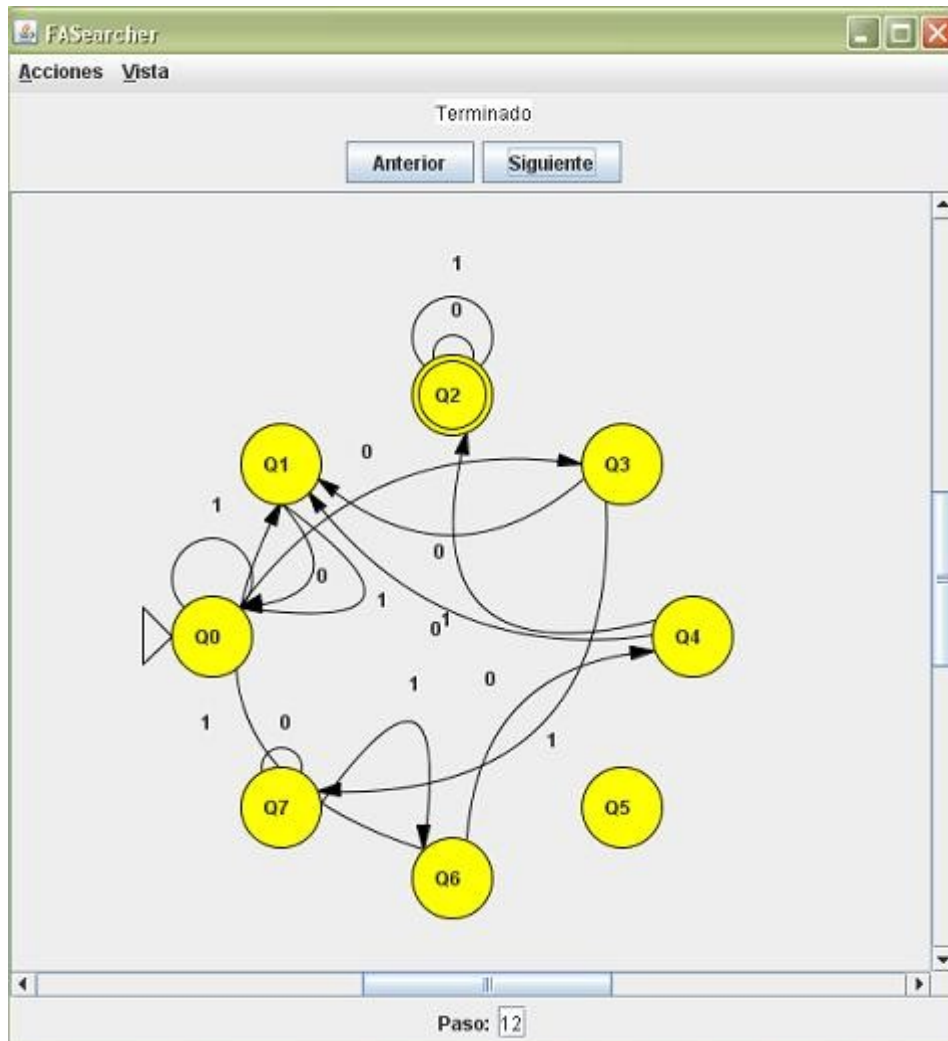 FASearcher
Acciones Vista
Terminado
Anterior Siguiente
1
0
Q2
0
Q1 Q3
1
0
0
1
1
0
Q0 Q4
1 0
1 0
1
Q7 Q5
Q6
Paso: 12